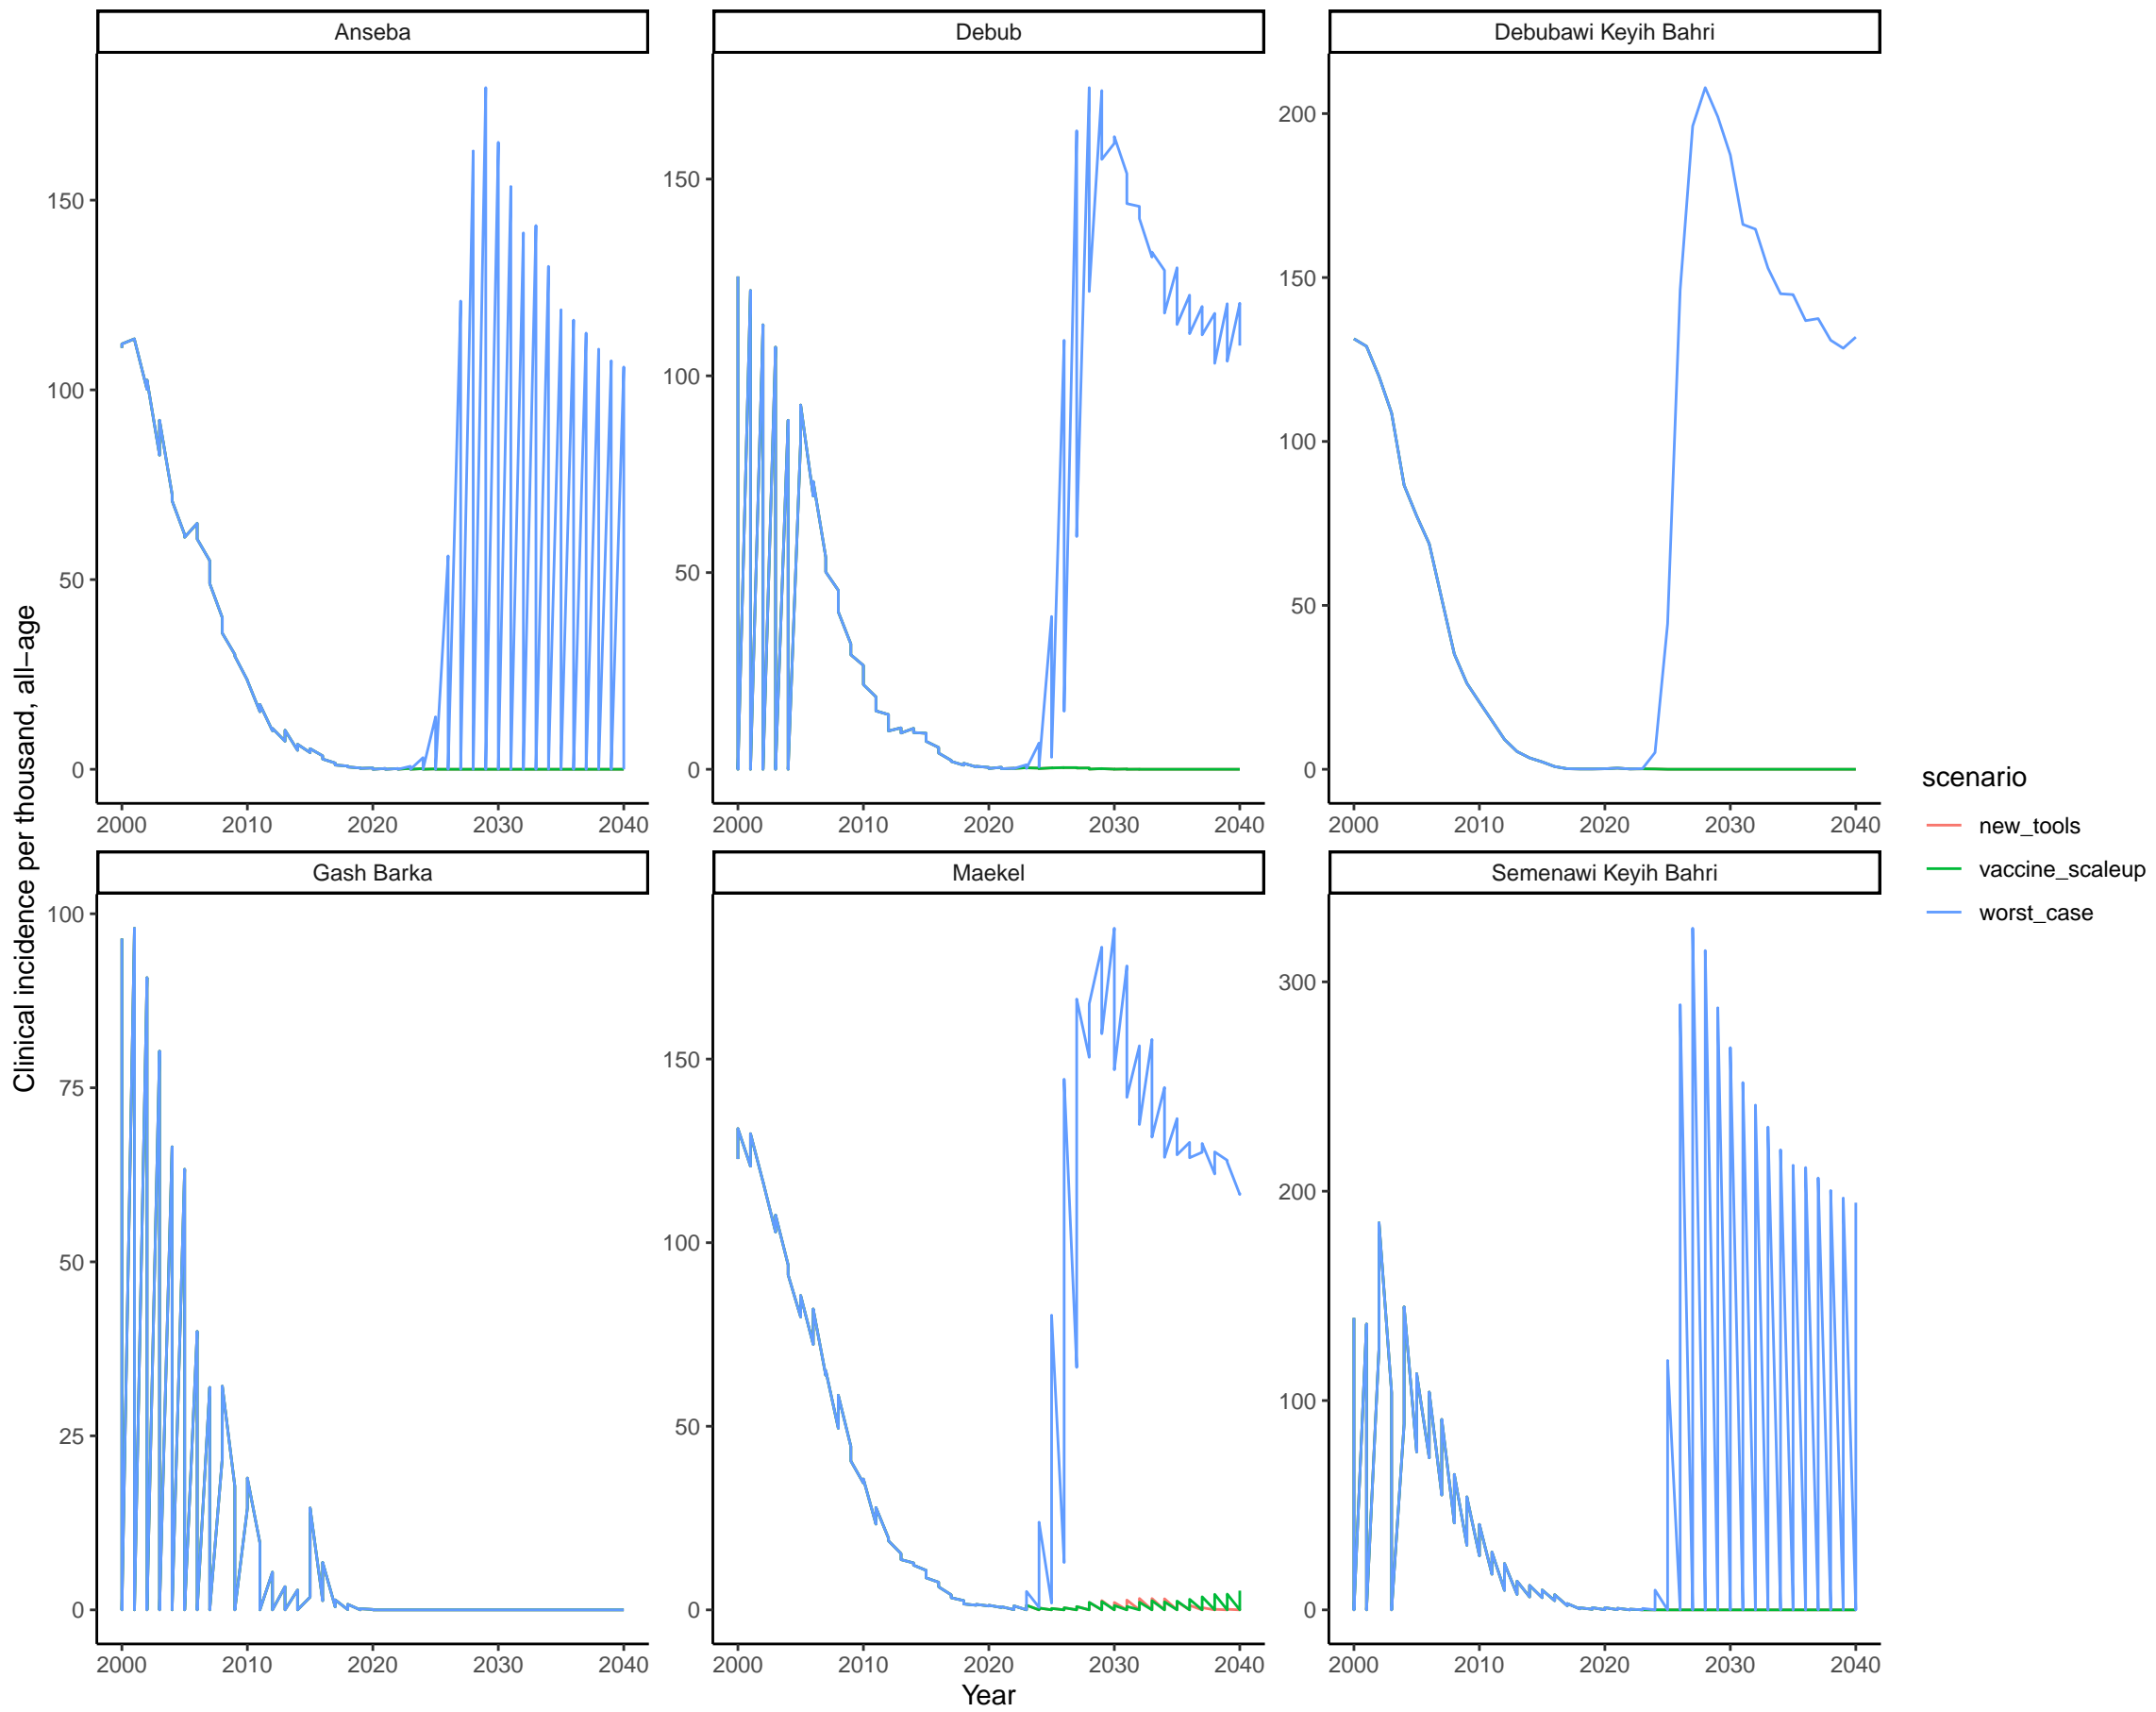 Anseba
Debub
Debubawi Keyih Bahri
150
100
50
0
150
100
50
0
200
150
100
50
0
2000 2010 2020 2030 2040
2000 2010 2020 2030 2040
2000 2010 2020 2030 2040
Gash Barka
Maekel
Semenawi Keyih Bahri
100
75
50
25
0
150
100
50
0
300
200
100
0
2000 2010 2020 2030 2040
2000 2010 2020 2030 2040
2000 2010 2020 2030 2040
Year
Clinical incidence per thousand, all−age
scenario
new_tools
vaccine_scaleup
worst_case